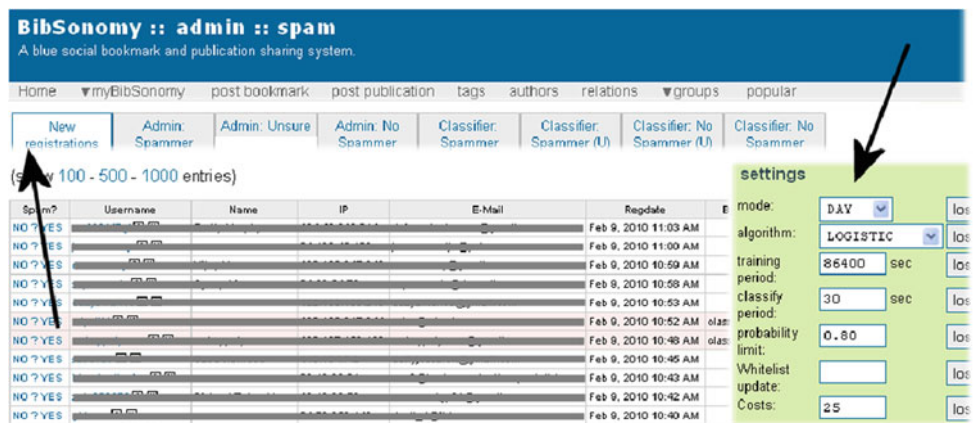 BibSonomy :: admin :: spam
A blue social bookmark and publication sharing system.
Home ▾myBibSonomy post bookmark post publication tags authors relations ▾groups popular
New registrations
Admin: Spammer
Admin: Unsure
Admin: No Spammer
Classifier: Spammer
Classifier: Spammer (U)
Classifier: No Spammer (U)
Classifier: No Spammer
100 - 500 - 1000 entries)
Spam? Username Name IP E-Mail Regdate
NO ? YES Feb 9, 2010 11:03 AM
NO ? YES Feb 9, 2010 11:00 AM
NO ? YES Feb 9, 2010 10:59 AM
NO ? YES Feb 9, 2010 10:58 AM
NO ? YES Feb 9, 2010 10:53 AM
NO ? YES Feb 9, 2010 10:52 AM
NO ? YES Feb 9, 2010 10:48 AM
NO ? YES Feb 9, 2010 10:45 AM
NO ? YES Feb 9, 2010 10:43 AM
NO ? YES Feb 9, 2010 10:42 AM
NO ? YES Feb 9, 2010 10:40 AM
settings
mode: DAY los
algorithm: LOGISTIC los
training period: 86400 sec los
classify period: 30 sec los
probability limit: 0.80 los
Whitelist update: los
Costs: 25 los